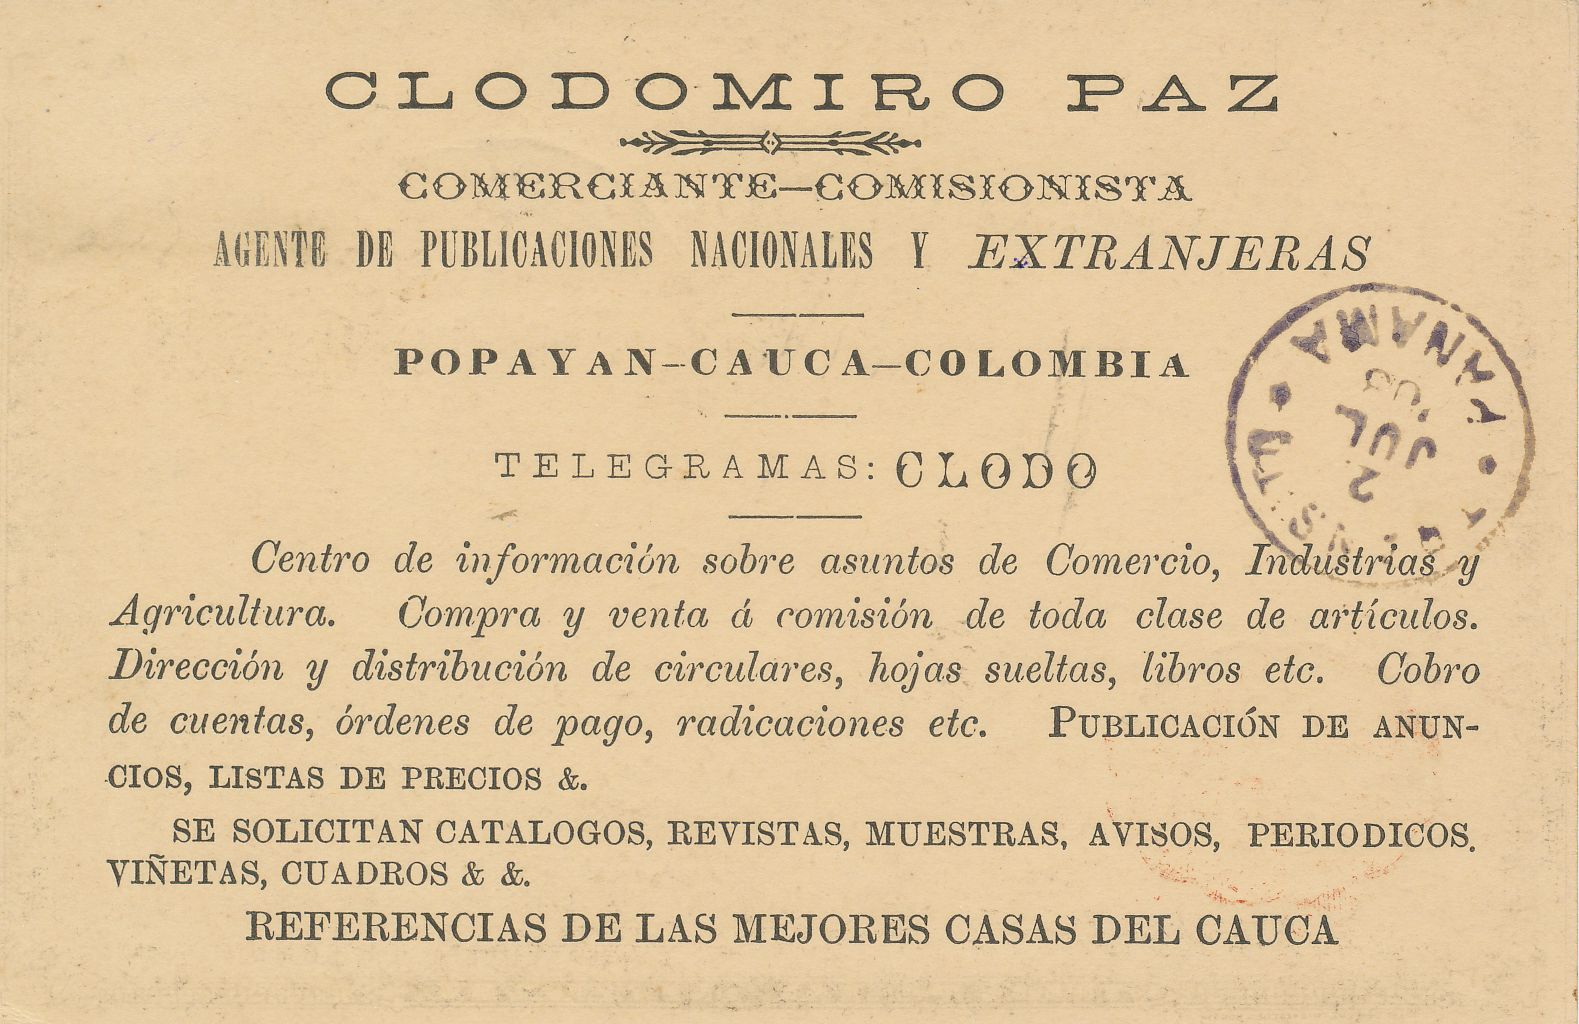 CLODOMIRO PAZ
COMERCIANTE—COMISIONISTA
AGENTE DE PUBLICACIONES NACIONALES Y EXTRANJERAS
POPAYAN—CAUCA—COLOMBIA
TELEGRAMAS: CLODO
Centro de información sobre asuntos de Comercio, Industrias y
Agricultura. Compra y venta á comisión de toda clase de artículos.
Dirección y distribución de circulares, hojas sueltas, libros etc. Cobro
de cuentas, órdenes de pago, radicaciones etc. PUBLICACIÓN DE ANUN-
CIOS, LISTAS DE PRECIOS &.
SE SOLICITAN CATALOGOS, REVISTAS, MUESTRAS, AVISOS, PERIODICOS.
VIÑETAS, CUADROS & &.
REFERENCIAS DE LAS MEJORES CASAS DEL CAUCA
PANAMA
2
JUL